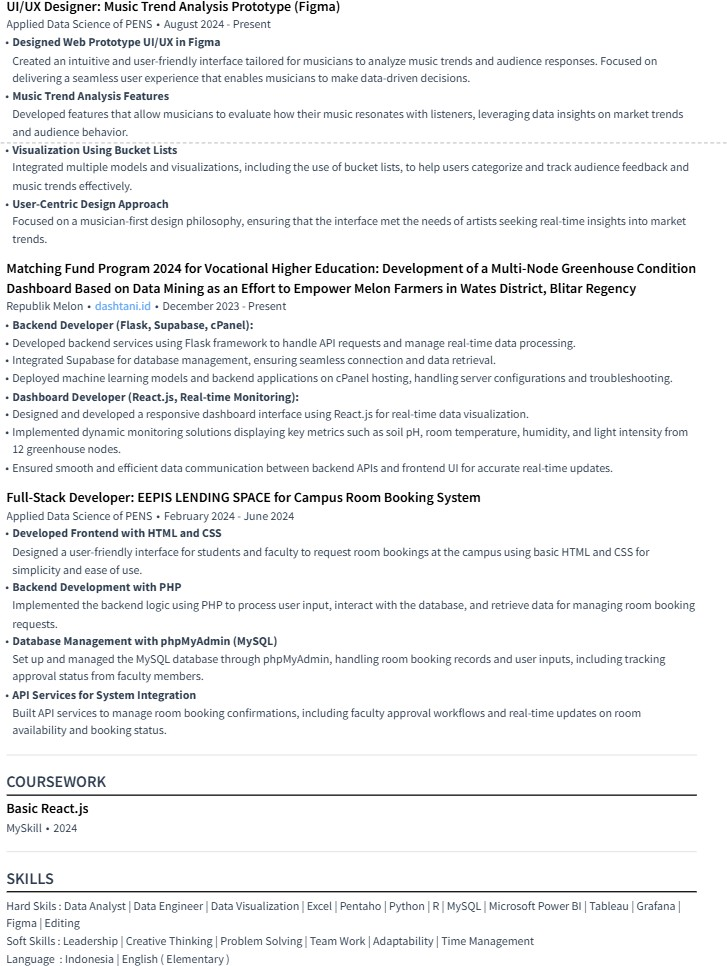 UI/UX Designer: Music Trend Analysis Prototype (Figma)
Applied Data Science of PENS • August 2024 - Present
• Designed Web Prototype UI/UX in Figma
Created an intuitive and user-friendly interface tailored for musicians to analyze music trends and audience responses. Focused on
delivering a seamless user experience that enables musicians to make data-driven decisions.
• Music Trend Analysis Features
Developed features that allow musicians to evaluate how their music resonates with listeners, leveraging data insights on market trends
and audience behavior.
• Visualization Using Bucket Lists
Integrated multiple models and visualizations, including the use of bucket lists, to help users categorize and track audience feedback and
music trends effectively.
• User-Centric Design Approach
Focused on a musician-first design philosophy, ensuring that the interface met the needs of artists seeking real-time insights into market
trends.
Matching Fund Program 2024 for Vocational Higher Education: Development of a Multi-Node Greenhouse Condition
Dashboard Based on Data Mining as an Effort to Empower Melon Farmers in Wates District, Blitar Regency
Republik Melon • dashtani.id • December 2023 - Present
• Backend Developer (Flask, Supabase, cPanel):
• Developed backend services using Flask framework to handle API requests and manage real-time data processing.
• Integrated Supabase for database management, ensuring seamless connection and data retrieval.
• Deployed machine learning models and backend applications on cPanel hosting, handling server configurations and troubleshooting.
• Dashboard Developer (React.js, Real-time Monitoring):
• Designed and developed a responsive dashboard interface using React.js for real-time data visualization.
• Implemented dynamic monitoring solutions displaying key metrics such as soil pH, room temperature, humidity, and light intensity from
12 greenhouse nodes.
• Ensured smooth and efficient data communication between backend APIs and frontend UI for accurate real-time updates.
Full-Stack Developer: EEPIS LENDING SPACE for Campus Room Booking System
Applied Data Science of PENS • February 2024 - June 2024
• Developed Frontend with HTML and CSS
Designed a user-friendly interface for students and faculty to request room bookings at the campus using basic HTML and CSS for
simplicity and ease of use.
• Backend Development with PHP
Implemented the backend logic using PHP to process user input, interact with the database, and retrieve data for managing room booking
requests.
• Database Management with phpMyAdmin (MySQL)
Set up and managed the MySQL database through phpMyAdmin, handling room booking records and user inputs, including tracking
approval status from faculty members.
• API Services for System Integration
Built API services to manage room booking confirmations, including faculty approval workflows and real-time updates on room
availability and booking status.
COURSEWORK
Basic React.js
MySkill • 2024
SKILLS
Hard Skils : Data Analyst | Data Engineer | Data Visualization | Excel | Pentaho | Python | R | MySQL | Microsoft Power BI | Tableau | Grafana |
Figma | Editing
Soft Skills : Leadership | Creative Thinking | Problem Solving | Team Work | Adaptability | Time Management
Language : Indonesia | English ( Elementary )